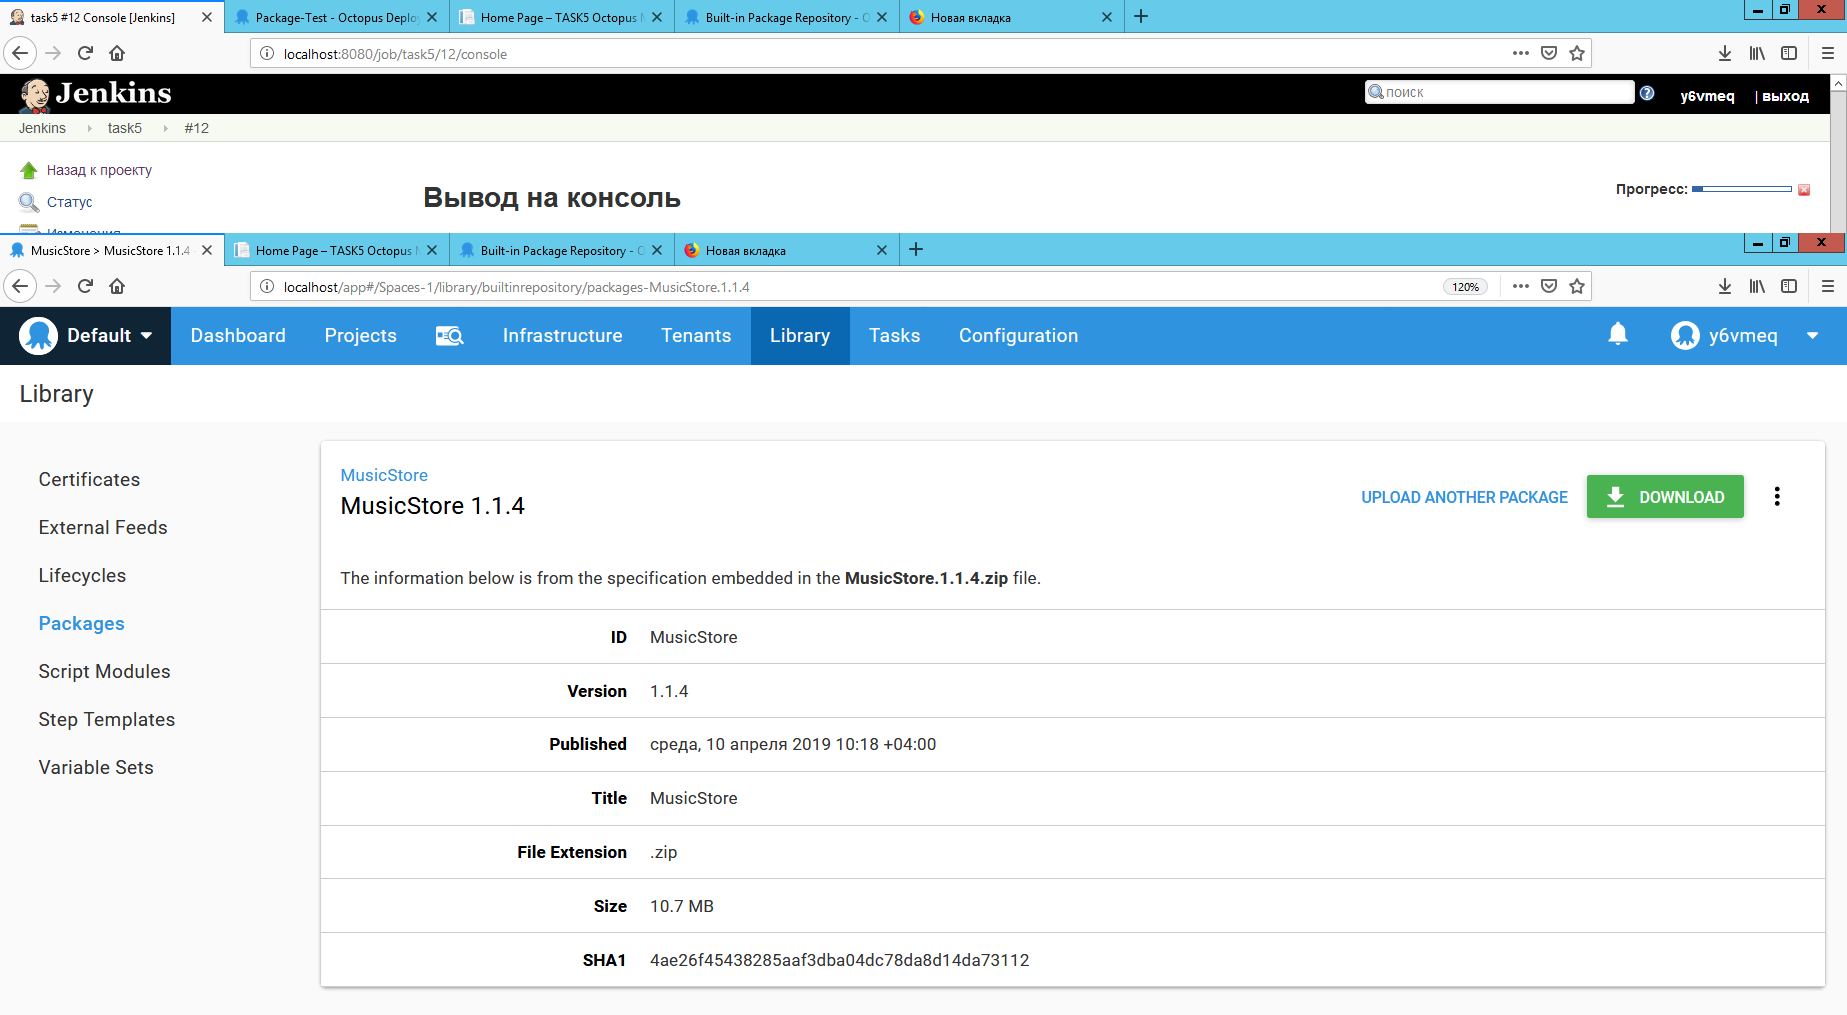 task5 #12 Console [Jenkins]
Package-Test - Octopus Deploy
Home Page – TASK5 Octopus M
Built-in Package Repository - O
Новая вкладка
localhost:8080/job/task5/12/console
Jenkins
поиск
y6vmeq
| выход
Jenkins
task5
#12
Назад к проекту
Статус
Изменения
Вывод на консоль
Прогресс:
MusicStore > MusicStore 1.1.4
Home Page – TASK5 Octopus M
Built-in Package Repository - O
Новая вкладка
localhost/app#/Spaces-1/library/builtinrepository/packages-MusicStore.1.1.4
120%
Default
Dashboard
Projects
Infrastructure
Tenants
Library
Tasks
Configuration
y6vmeq
Library
Certificates
External Feeds
Lifecycles
Packages
Script Modules
Step Templates
Variable Sets
MusicStore
MusicStore 1.1.4
UPLOAD ANOTHER PACKAGE
DOWNLOAD
The information below is from the specification embedded in the MusicStore.1.1.4.zip file.
ID MusicStore
Version 1.1.4
Published среда, 10 апреля 2019 10:18 +04:00
Title MusicStore
File Extension .zip
Size 10.7 MB
SHA1 4ae26f45438285aaf3dba04dc78da8d14da73112